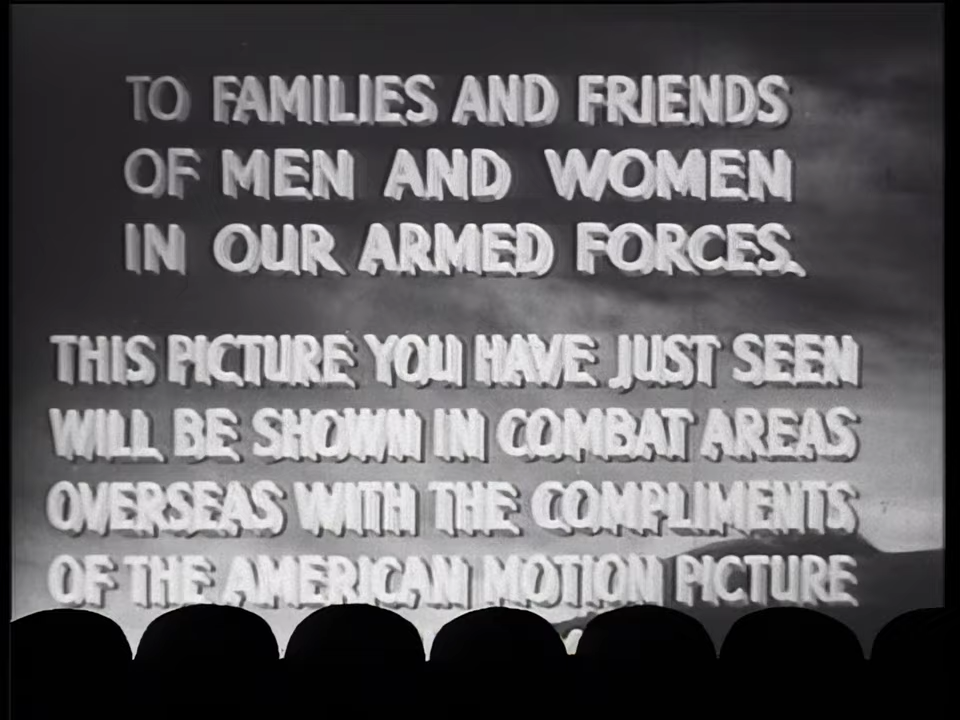 TO FAMILIES AND FRIENDS
OF MEN AND WOMEN
IN OUR ARMED FORCES.
THIS PICTURE YOU HAVE JUST SEEN
WILL BE SHOWN IN COMBAT AREAS
OVERSEAS WITH THE COMPLIMENTS
OF THE AMERICAN MOTION PICTURE